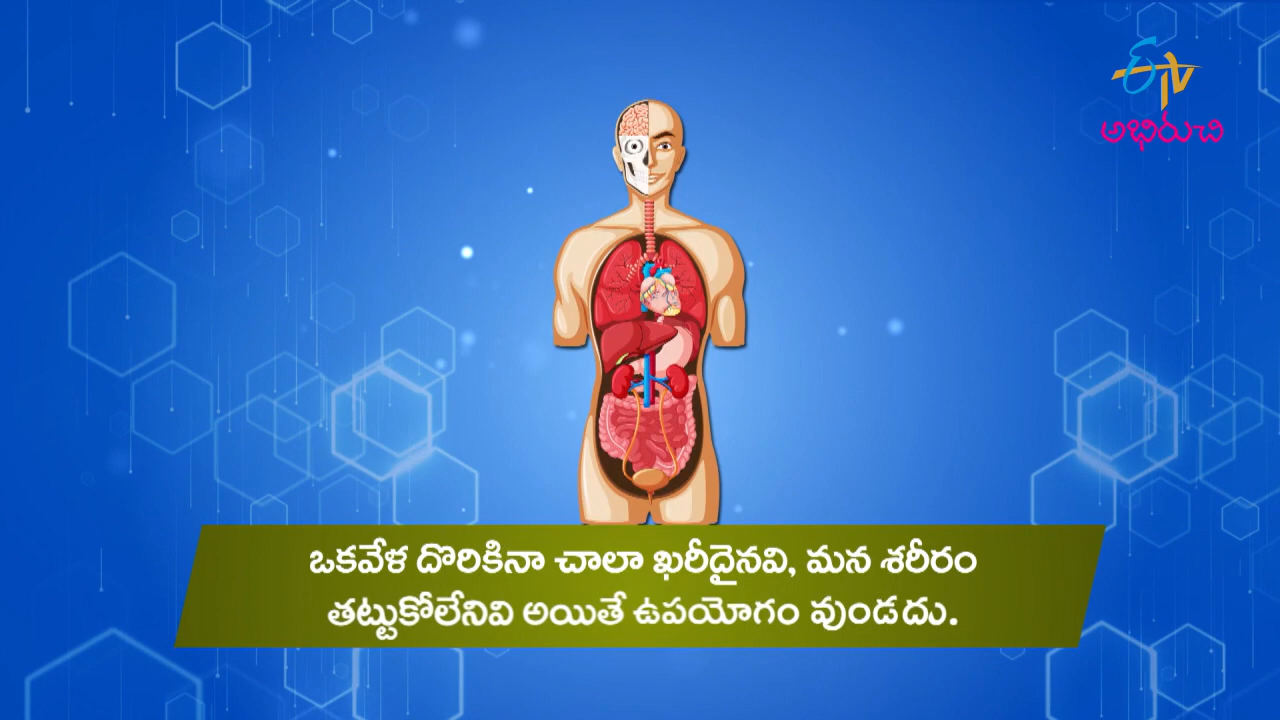 ETV
అభిరుచి
ఒకవేళ దొరికినా చాలా ఖరీదైనవి, మన శరీరం
తట్టుకోలేనివి అయితే ఉపయోగం వుండదు.